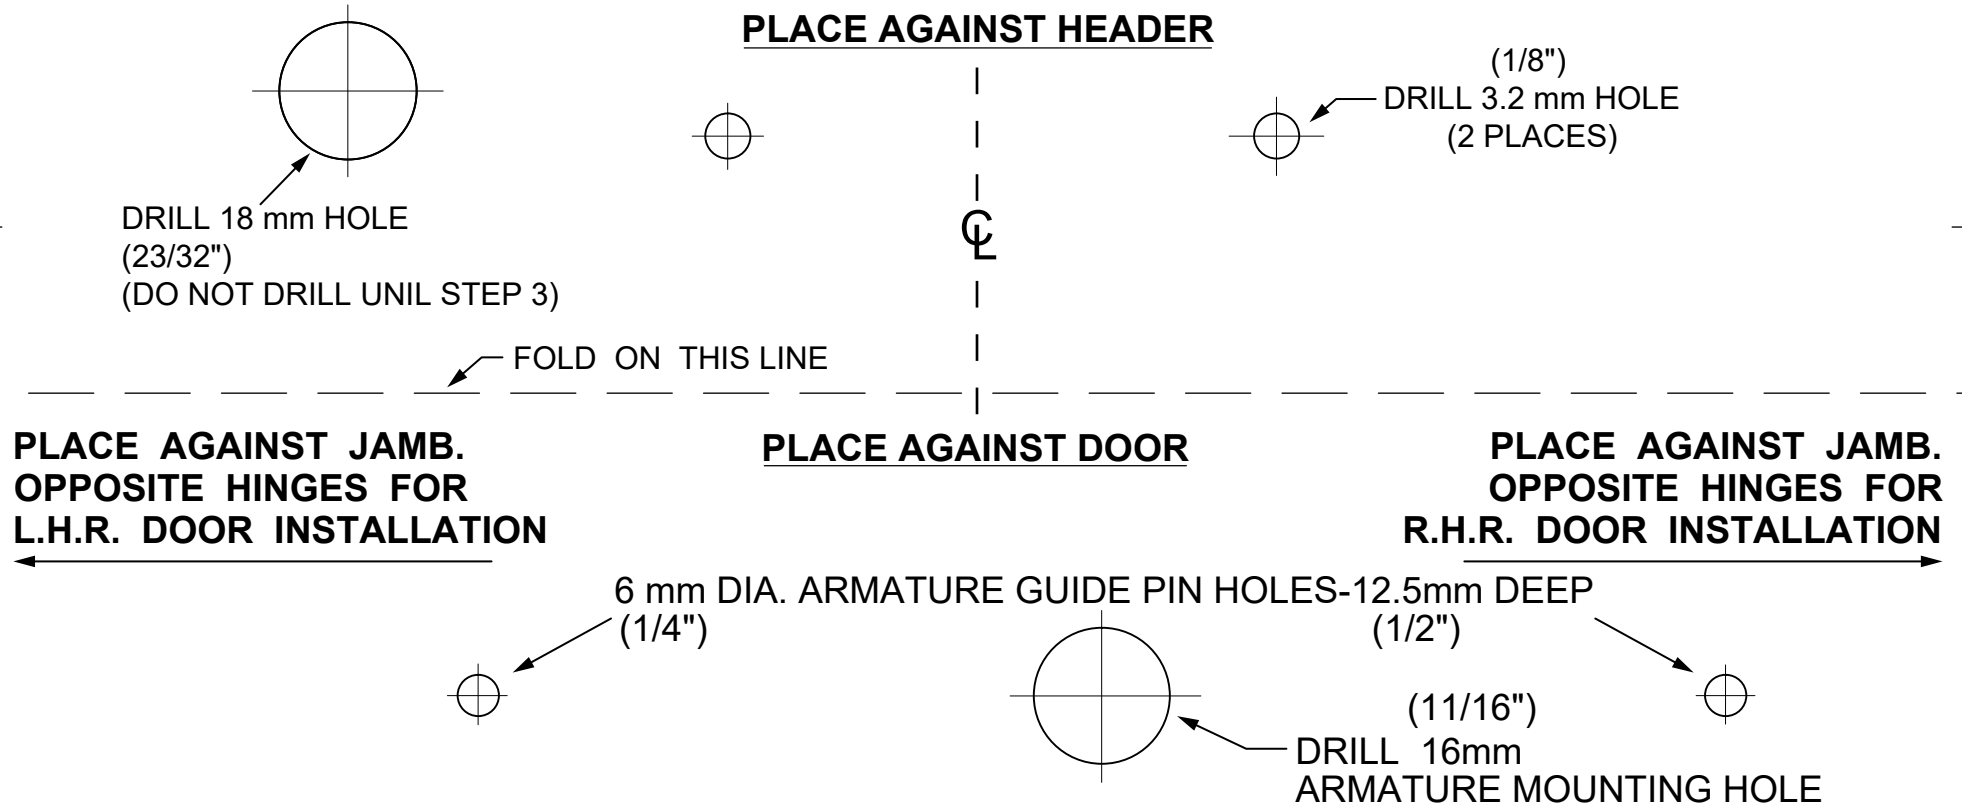 PLACE AGAINST HEADER
(1/8")
DRILL 3.2 mm HOLE
(2 PLACES)
DRILL 18 mm HOLE
(23/32")
(DO NOT DRILL UNIL STEP 3)
℄
FOLD ON THIS LINE
PLACE AGAINST JAMB.
OPPOSITE HINGES FOR
L.H.R. DOOR INSTALLATION
PLACE AGAINST DOOR
PLACE AGAINST JAMB.
OPPOSITE HINGES FOR
R.H.R. DOOR INSTALLATION
6 mm DIA. ARMATURE GUIDE PIN HOLES-12.5mm DEEP
(1/4") (1/2")
(11/16")
DRILL 16mm
ARMATURE MOUNTING HOLE